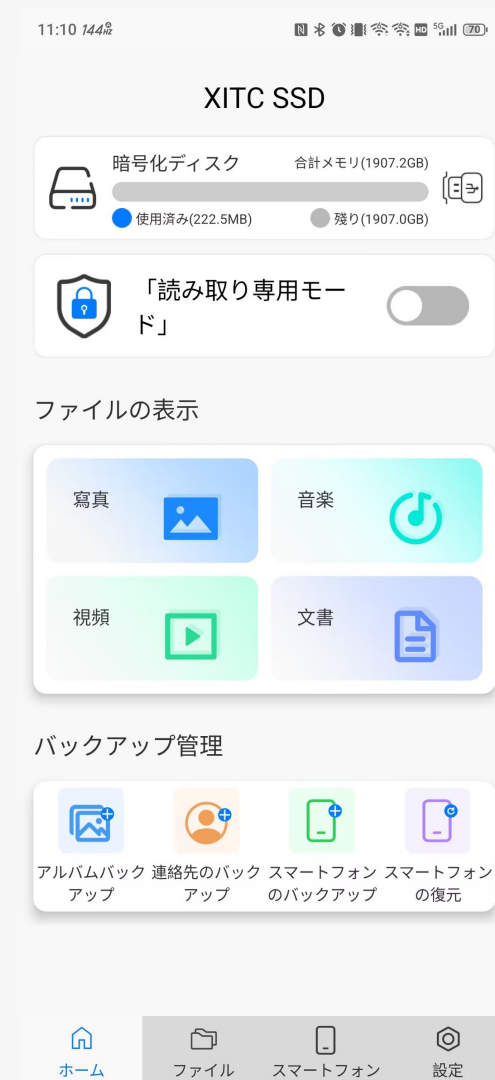 11:10 144Hz HD 5G 70
XITC SSD
暗号化ディスク 合計メモリ(1907.2GB)
使用済み(222.5MB) 残り(1907.0GB)
「読み取り専用モー
ド」
ファイルの表示
寫真 音楽
視頻 文書
バックアップ管理
アルバムバック 連絡先のバック スマートフォン スマートフォン
アップ アップ のバックアップ の復元
ホーム ファイル スマートフォン 設定